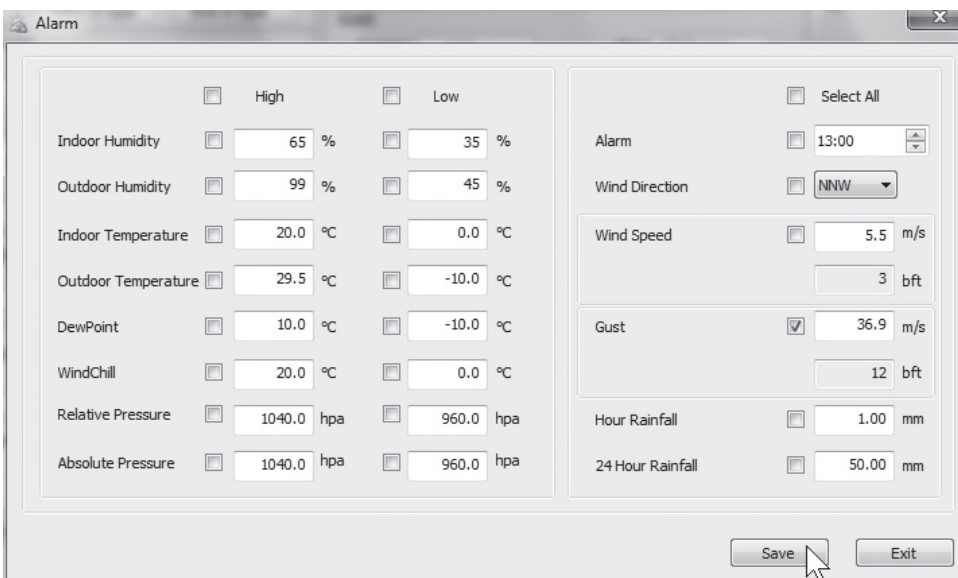 Alarm
High Low
Indoor Humidity 65 % 35 %
Outdoor Humidity 99 % 45 %
Indoor Temperature 20.0 °C 0.0 °C
Outdoor Temperature 29.5 °C -10.0 °C
DewPoint 10.0 °C -10.0 °C
WindChill 20.0 °C 0.0 °C
Relative Pressure 1040.0 hpa 960.0 hpa
Absolute Pressure 1040.0 hpa 960.0 hpa
Select All
Alarm 13:00
Wind Direction NNW
Wind Speed 5.5 m/s
3 bft
Gust 36.9 m/s
12 bft
Hour Rainfall 1.00 mm
24 Hour Rainfall 50.00 mm
Save Exit